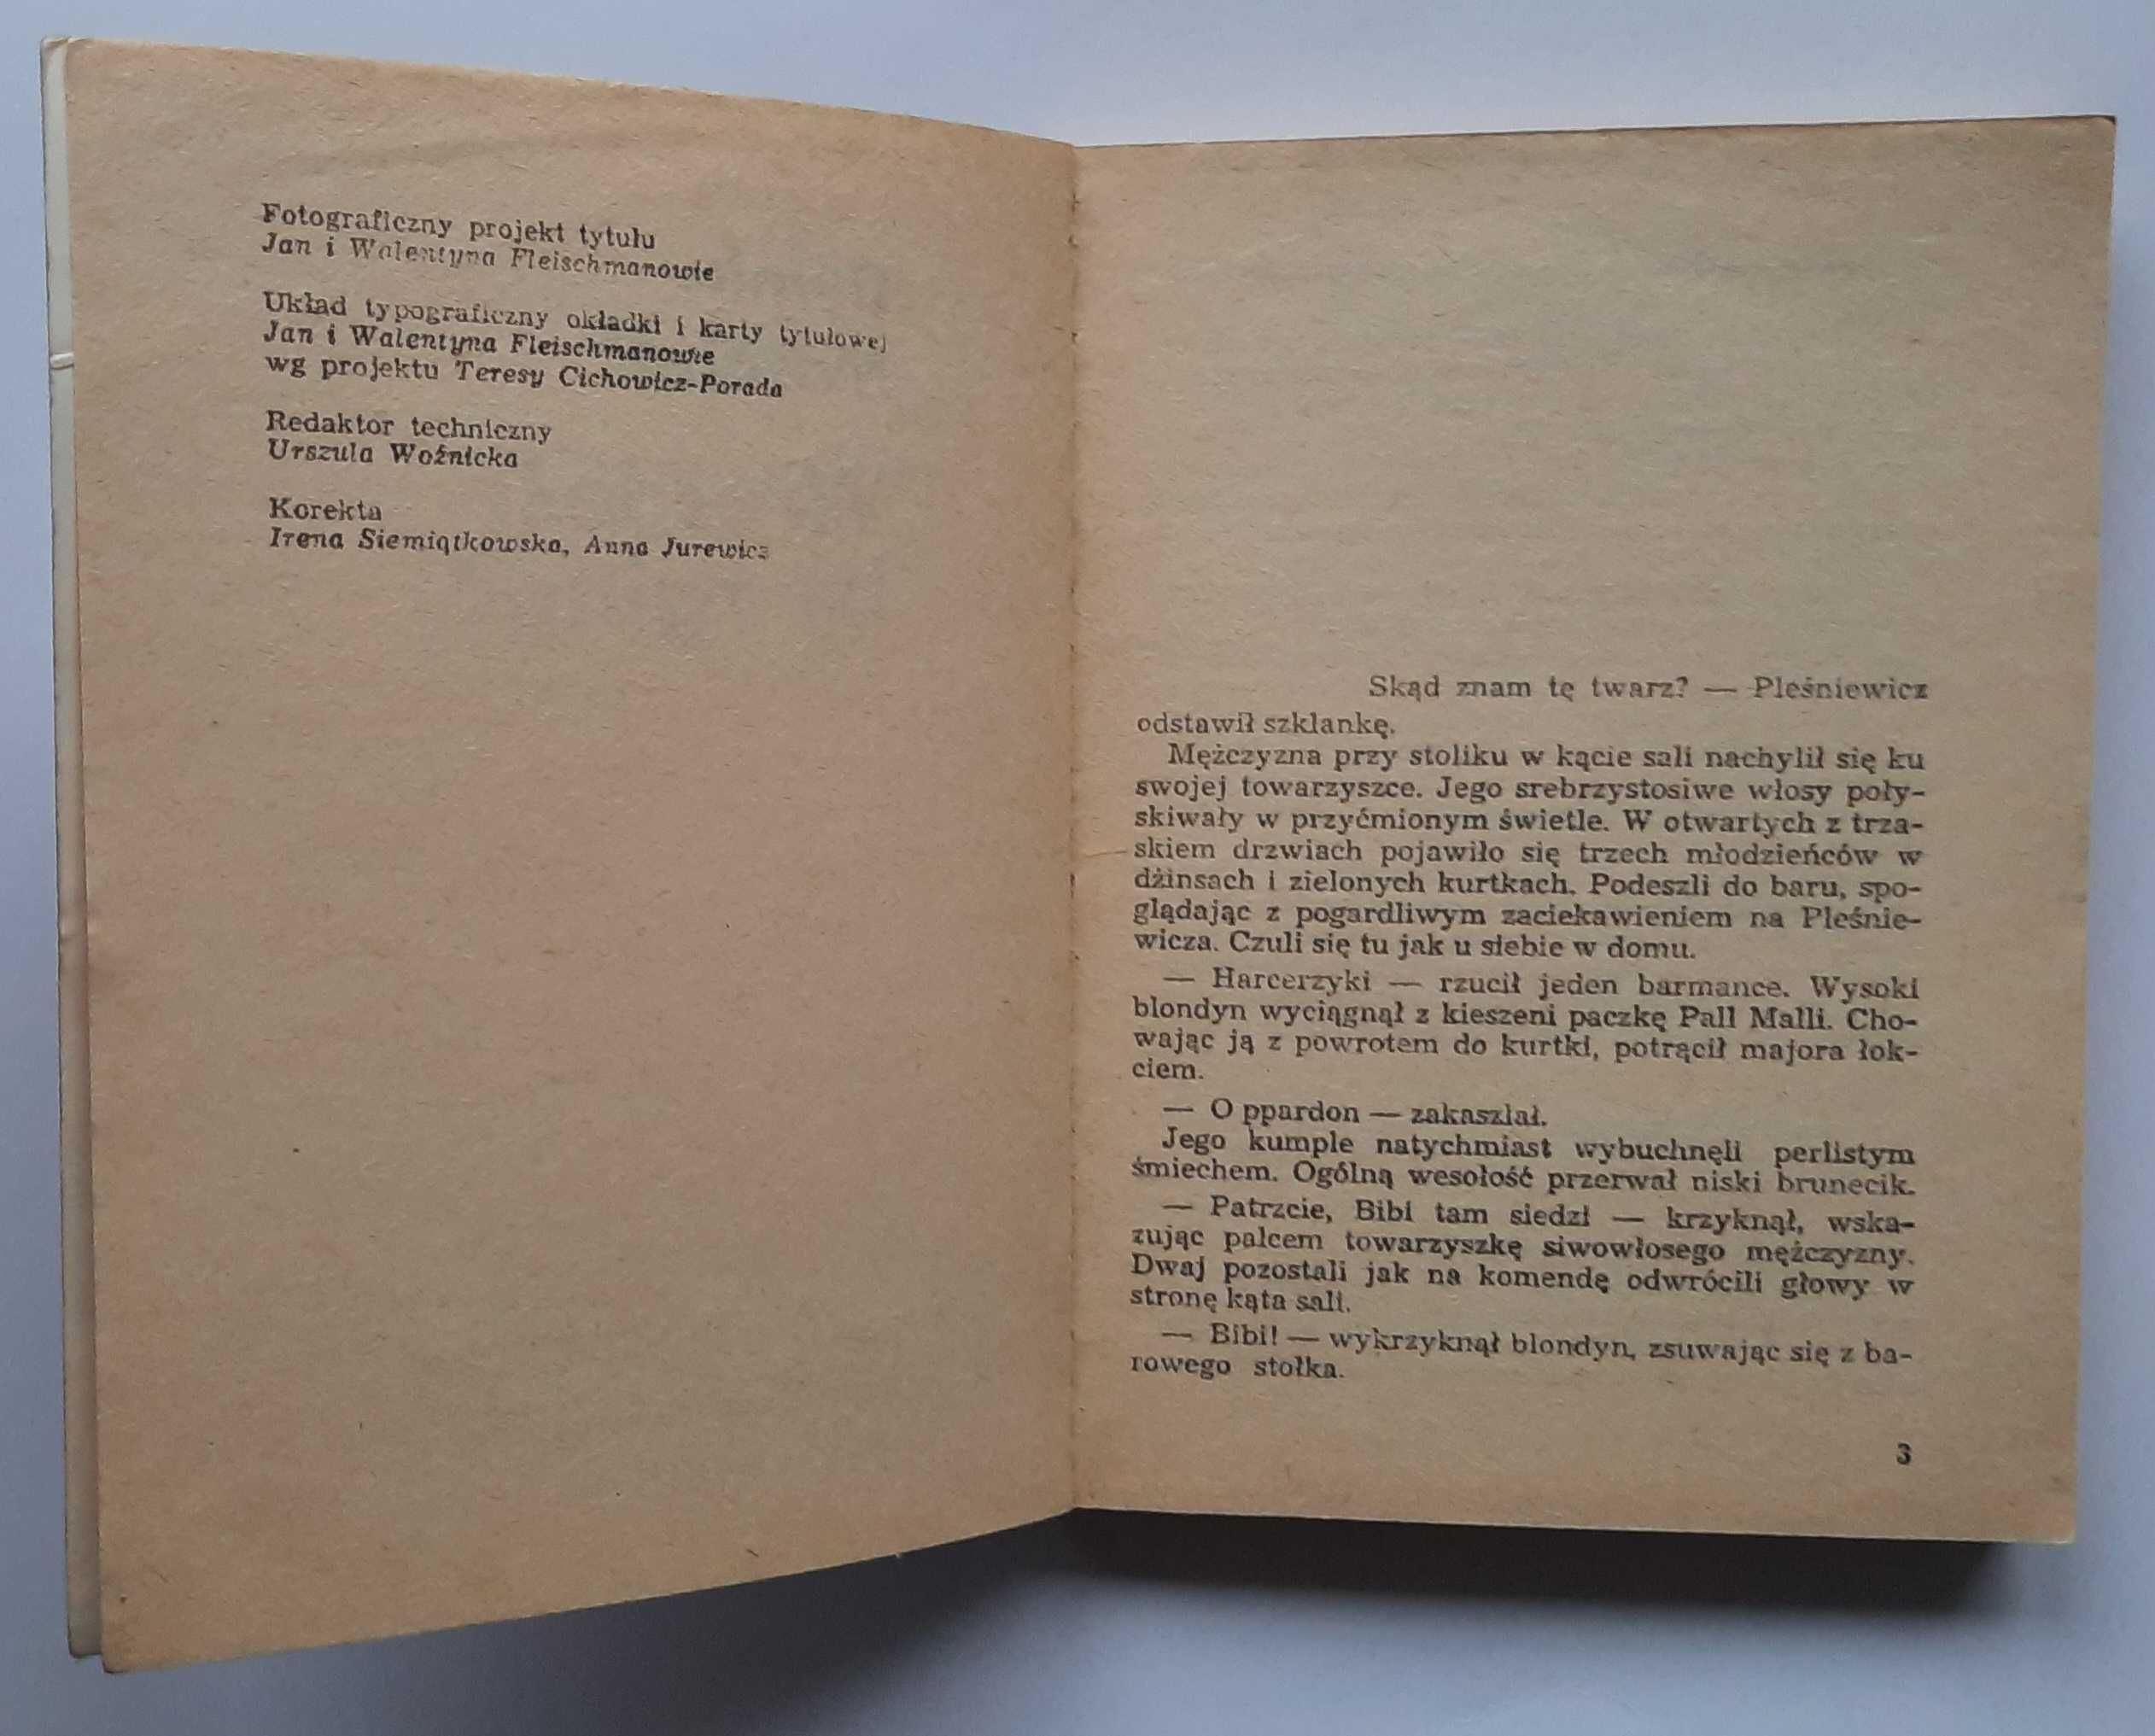 Fotograficzny projekt tytułu
Jan i Walentyna Fleischmanowie
Układ typograficzny okładki i karty tytułowej
Jan i Walentyna Fleischmanowie
wg projektu Teresy Cichowicz-Porada
Redaktor techniczny
Urszula Woźnicka
Korekta
Irena Siemiątkowska, Anna Jurewicz
Skąd znam tę twarz? — Pleśniewicz
odstawił szklankę.
Mężczyzna przy stoliku w kącie sali nachylił się ku
swojej towarzyszce. Jego srebrzystosiwe włosy poły-
skiwały w przyćmionym świetle. W otwartych z trza-
skiem drzwiach pojawiło się trzech młodzieńców w
dżinsach i zielonych kurtkach. Podeszli do baru, spo-
glądając z pogardliwym zaciekawieniem na Pleśnie-
wicza. Czuli się tu jak u siebie w domu.
— Harcerzyki — rzucił jeden barmance. Wysoki
blondyn wyciągnął z kieszeni paczkę Pall Malli. Cho-
wając ją z powrotem do kurtki, potrącił majora łok-
ciem.
— O ppardon — zakaszlał.
Jego kumple natychmiast wybuchnęli perlistym
śmiechem. Ogólną wesołość przerwał niski brunecik.
— Patrzcie, Bibi tam siedzi — krzyknął, wska-
zując palcem towarzyszkę siwowłosego mężczyzny.
Dwaj pozostali jak na komendę odwrócili głowy w
stronę kąta sali.
— Bibi! — wykrzyknął blondyn, zsuwając się z ba-
rowego stołka.
3